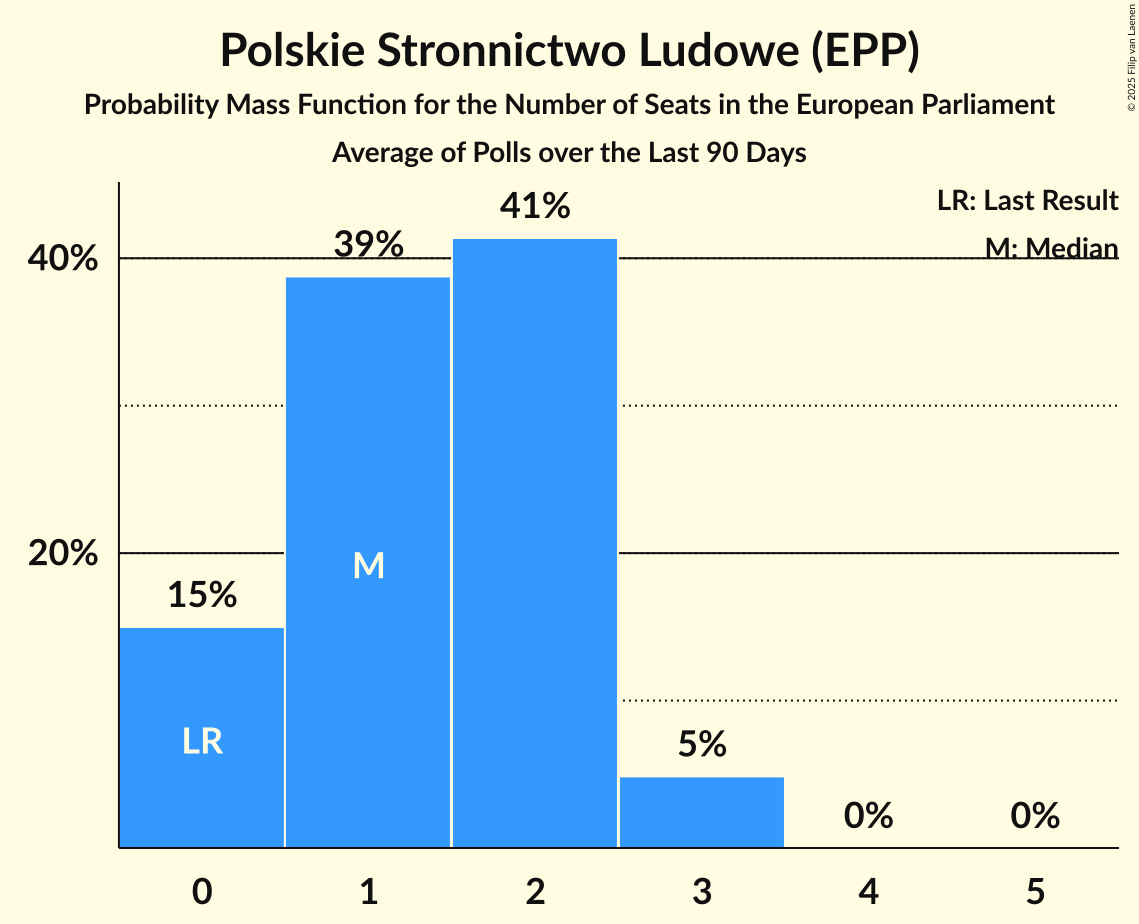 Polskie Stronnictwo Ludowe (EPP)
Probability Mass Function for the Number of Seats in the European Parliament
Average of Polls over the Last 90 Days
© 2025 Filip van Laenen
LR: Last Result
M: Median
40%
20%
15%
39%
41%
5%
0%
0%
LR
M
0
1
2
3
4
5